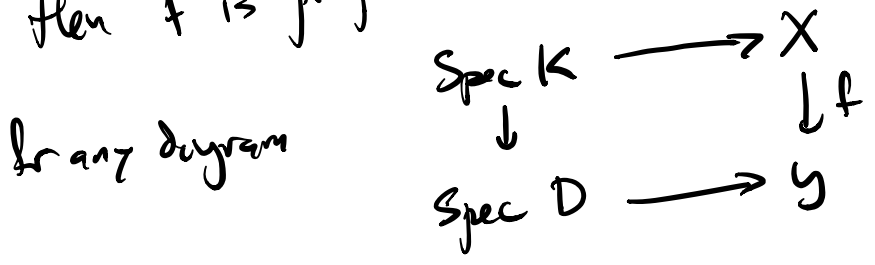 then f is
Spec K → X
↓ ↓ f
for any diagram
Spec D → Y